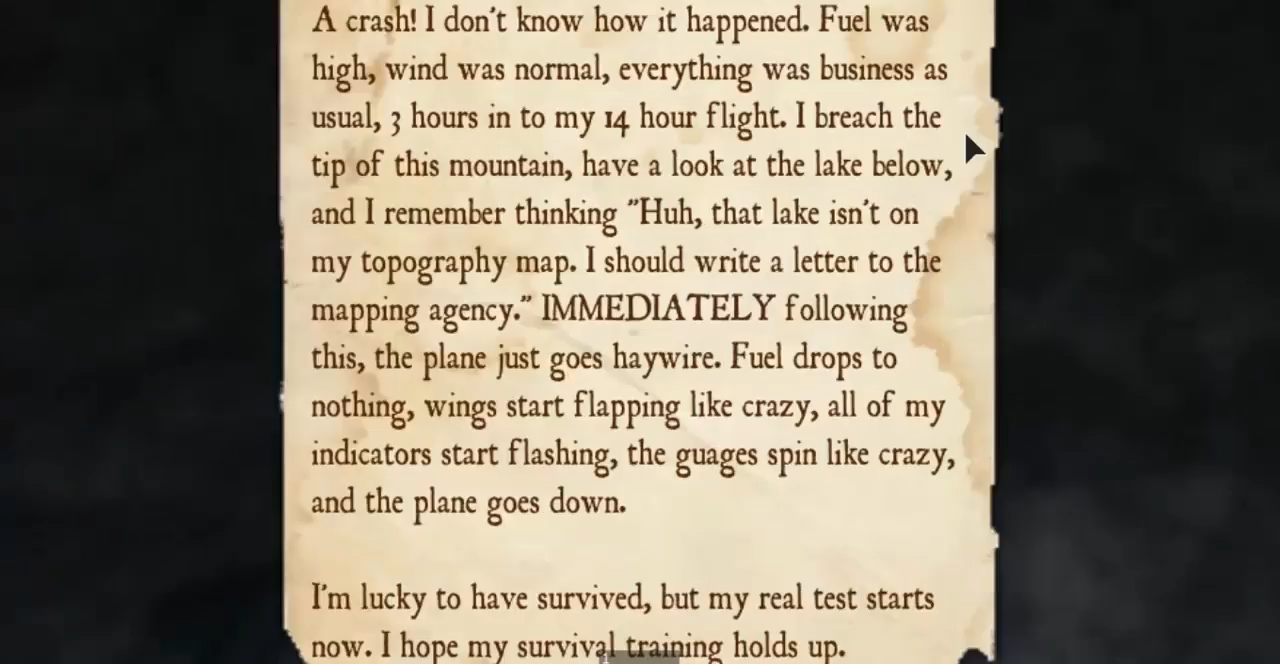 A crash! I don't know how it happened. Fuel was
high, wind was normal, everything was business as
usual, 3 hours in to my 14 hour flight. I breach the
tip of this mountain, have a look at the lake below,
and I remember thinking "Huh, that lake isn't on
my topography map. I should write a letter to the
mapping agency." IMMEDIATELY following
this, the plane just goes haywire. Fuel drops to
nothing, wings start flapping like crazy, all of my
indicators start flashing, the guages spin like crazy,
and the plane goes down.
I'm lucky to have survived, but my real test starts
now. I hope my survival training holds up.